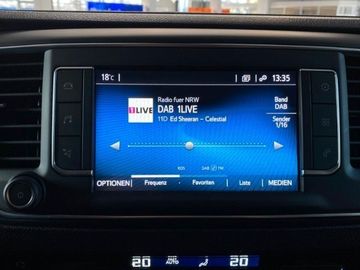 18°C
13:35
Radio fuer NRW
DAB 1LIVE
1LIVE
11D Ed Sheeran - Celestial
Band
DAB
Sender
1/16
DAB FM
OPTIONEN
Frequenz
Favoriten
Liste
MEDIEN
20
AUTO
20